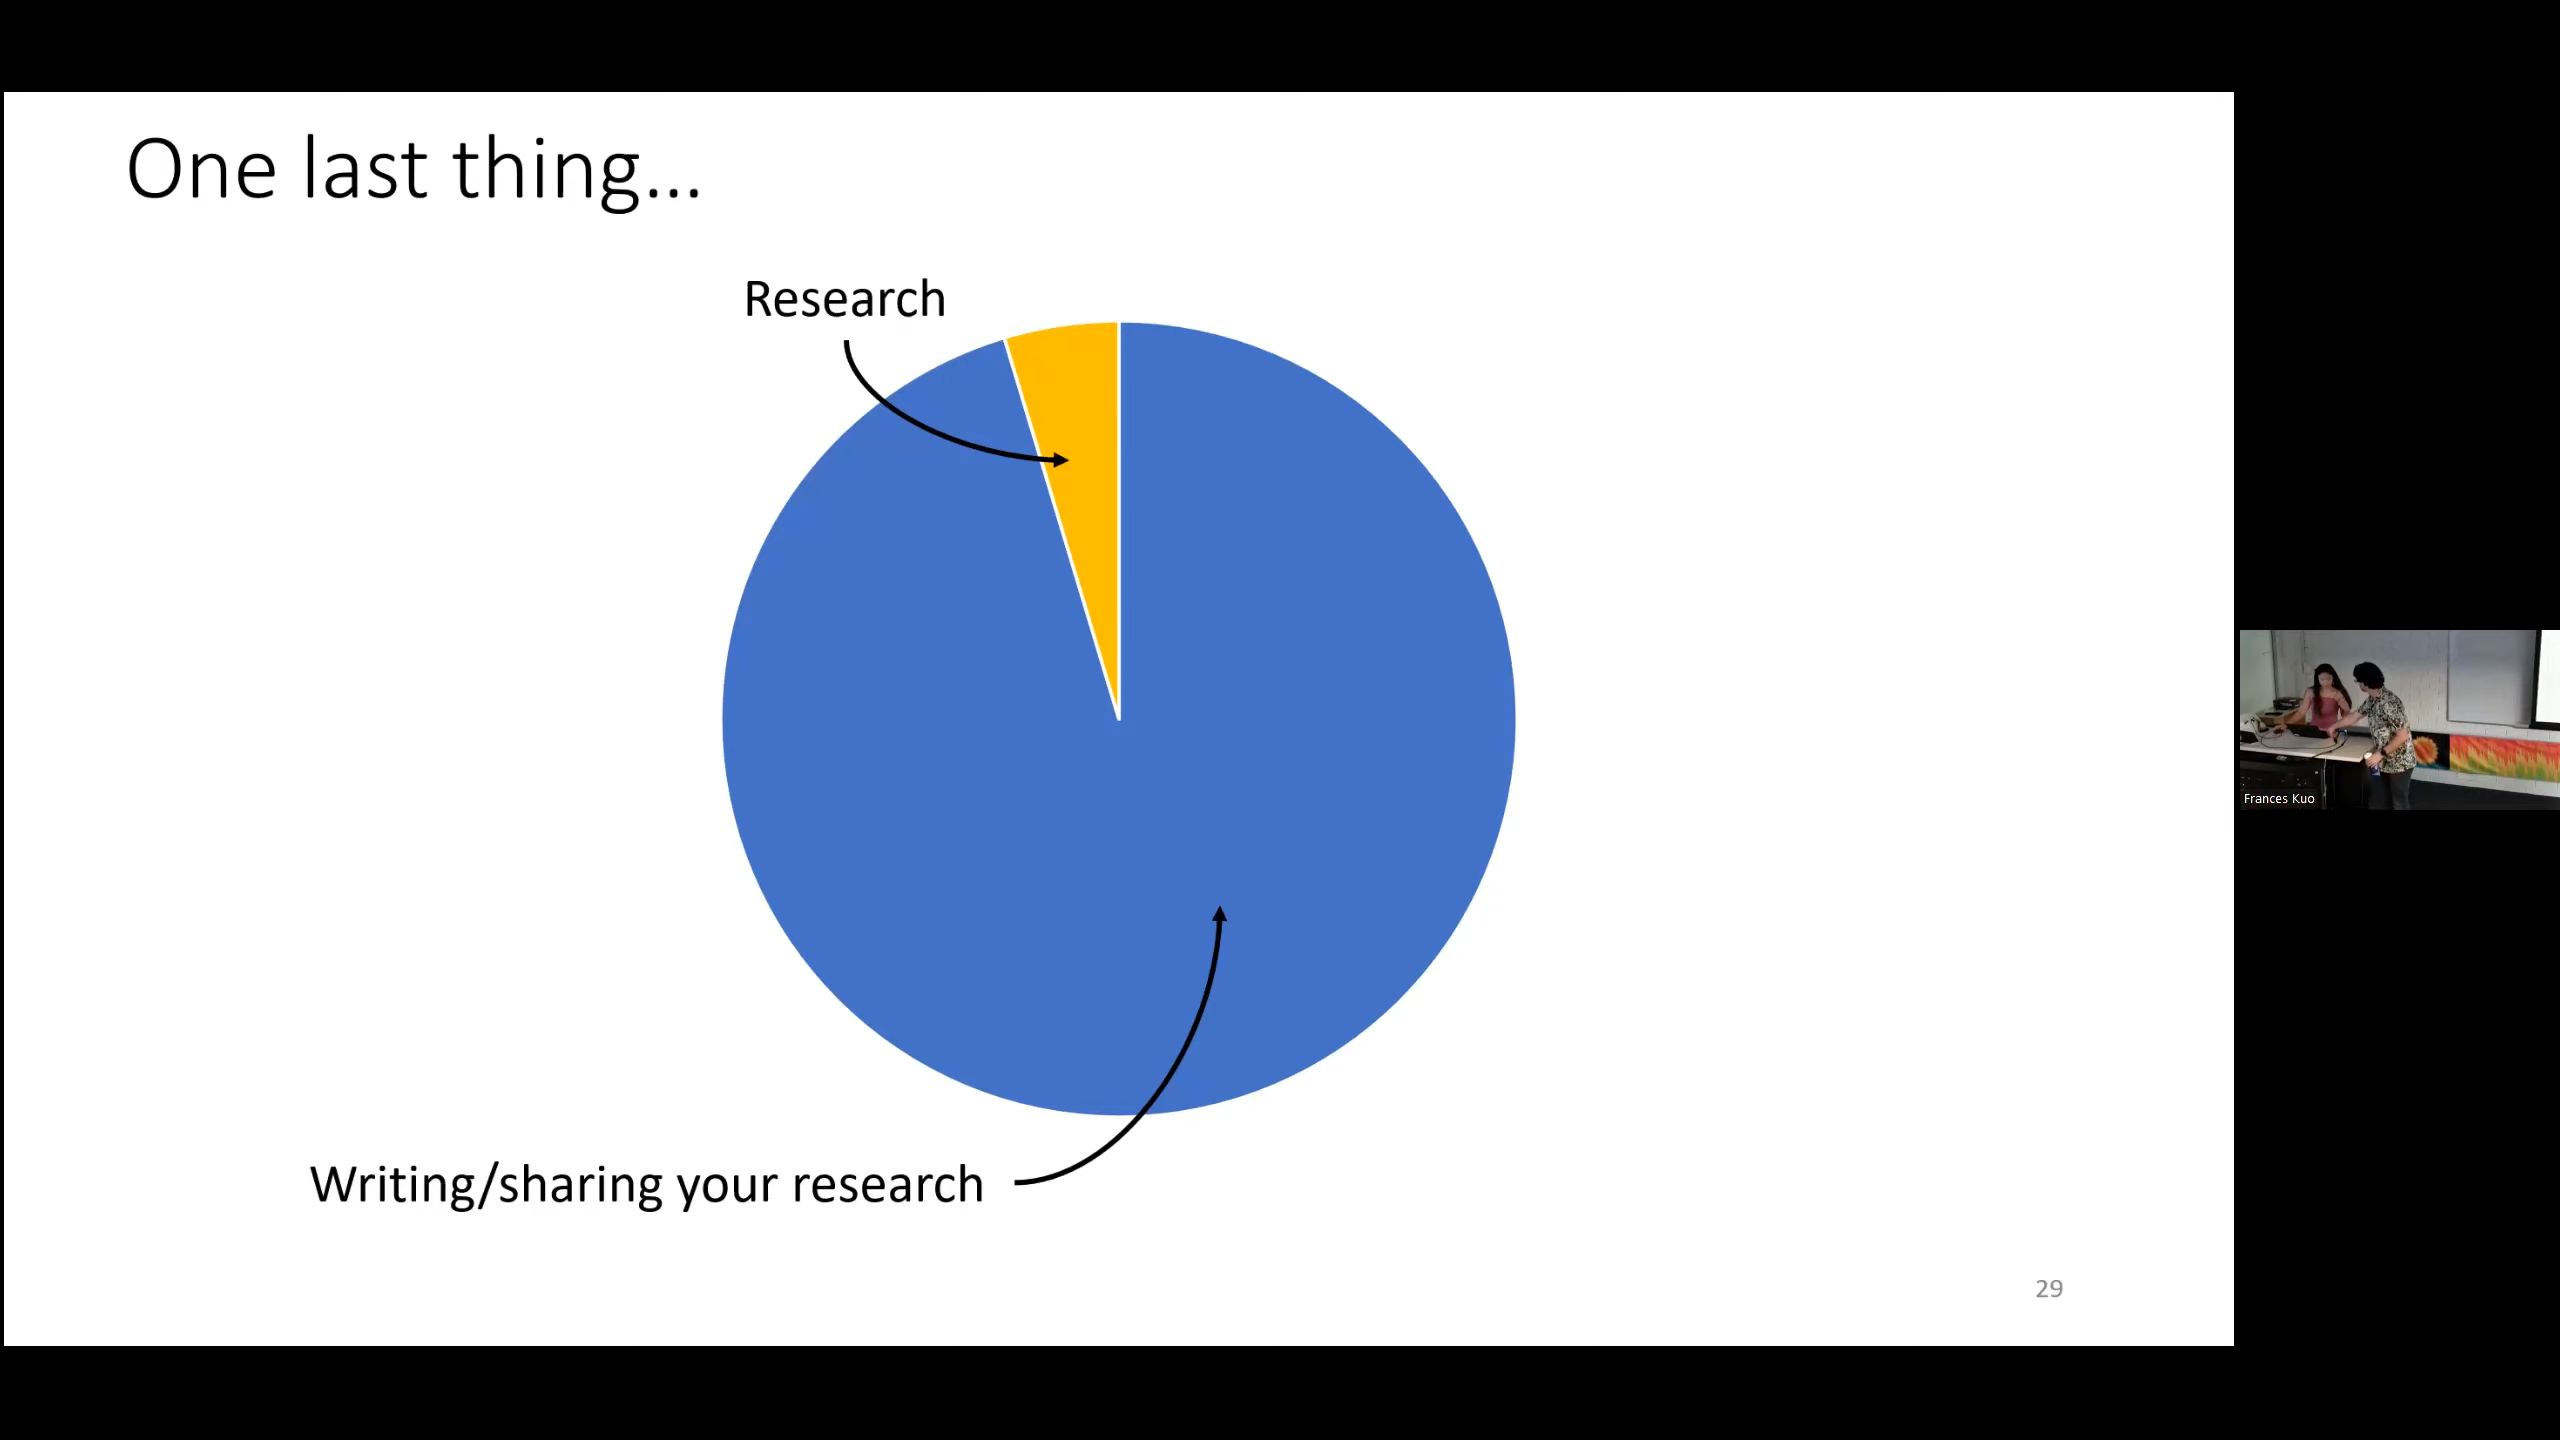 One last thing...
Research
Writing/sharing your research
29
Frances Kuo